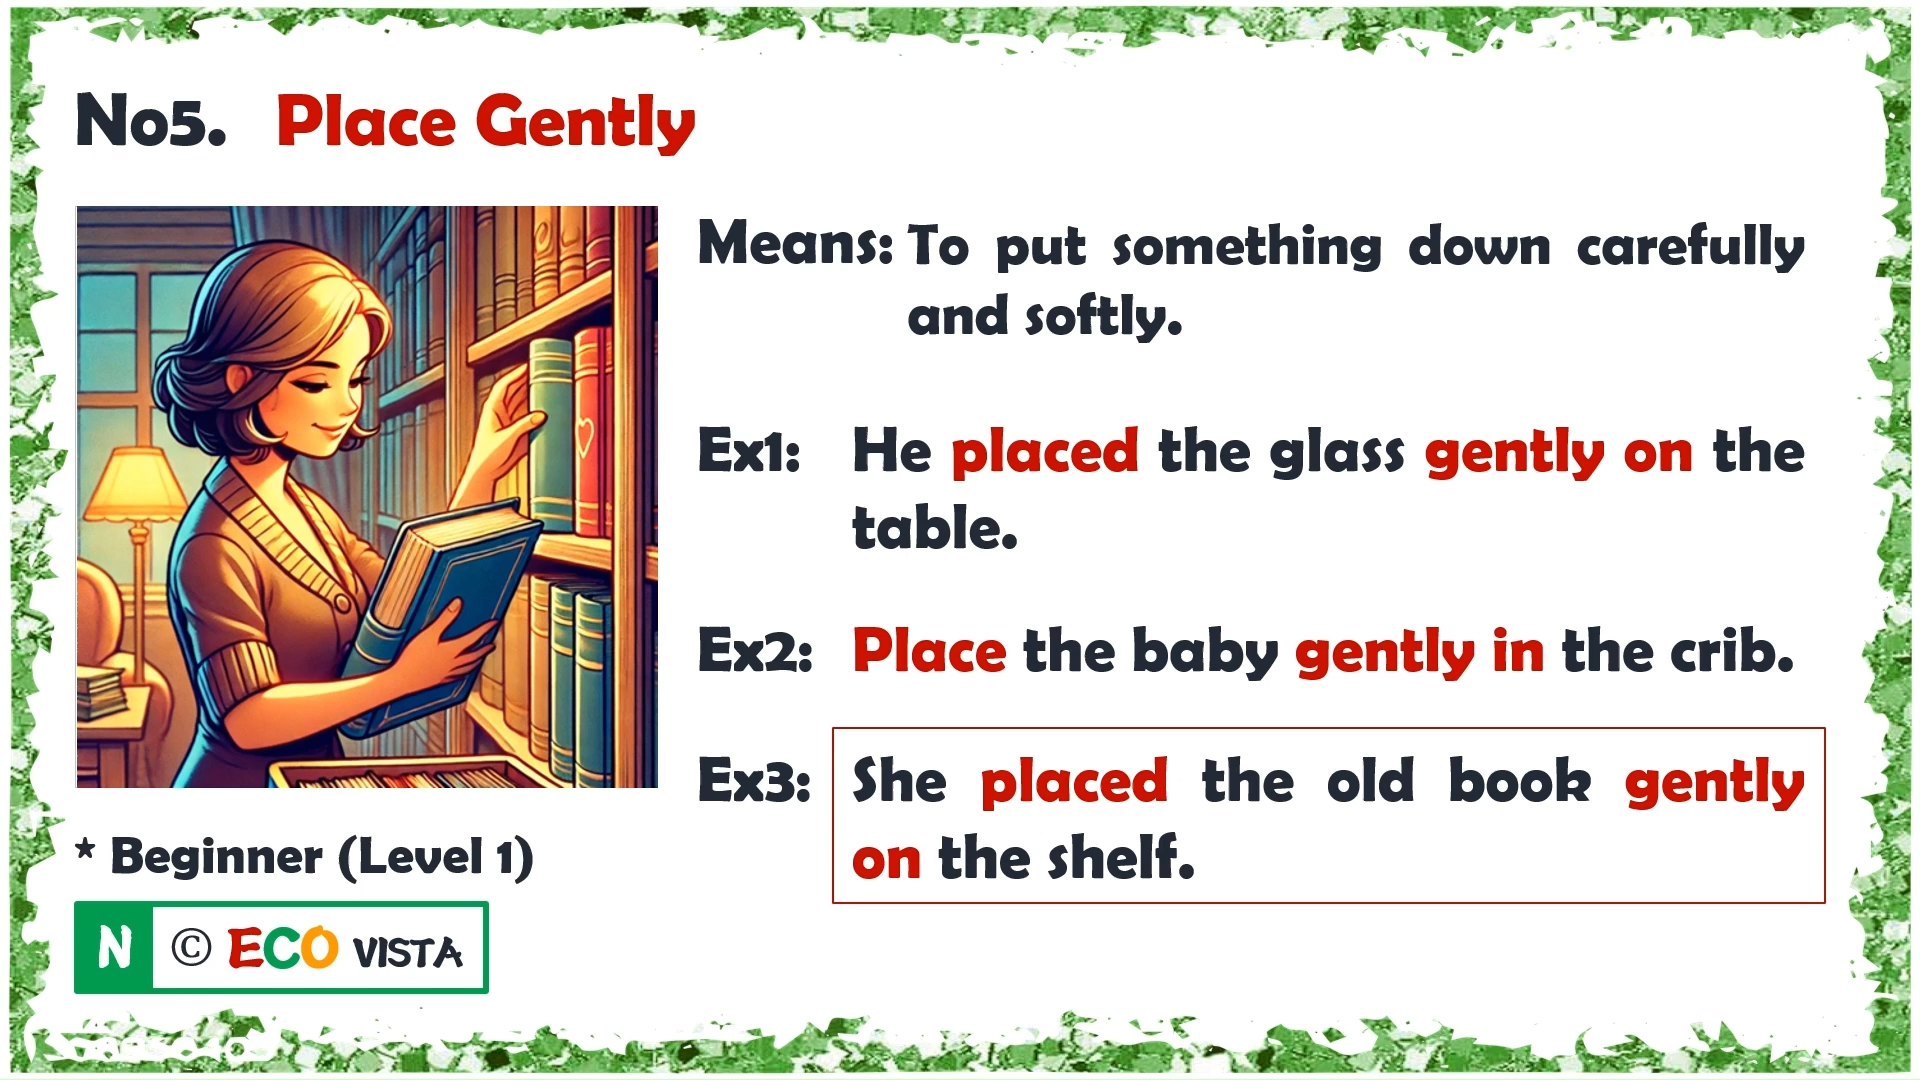 No5. Place Gently
Means: To put something down carefully
and softly.
Ex1: He placed the glass gently on the
table.
Ex2: Place the baby gently in the crib.
Ex3: She placed the old book gently
on the shelf.
* Beginner (Level 1)
N © ECO VISTA